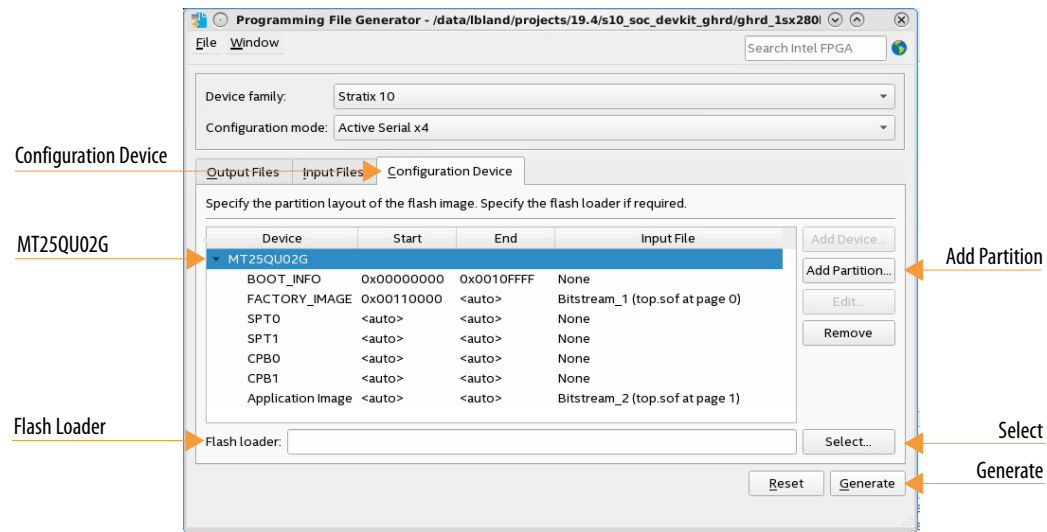 Programming File Generator - /data/lbland/projects/19.4/s10_soc_devkit_ghrd/ghrd_1sx280l
File Window
Search Intel FPGA
Device family: Stratix 10
Configuration mode: Active Serial x4
Configuration Device
Output Files Input Files Configuration Device
Specify the partition layout of the flash image. Specify the flash loader if required.
Device Start End Input File
Add Device...
MT25QU02G
MT25QU02G
Add Partition...
Add Partition
BOOT_INFO 0x00000000 0x0010FFFF None
FACTORY_IMAGE 0x00110000 <auto> Bitstream_1 (top.sof at page 0)
Edit...
SPT0 <auto> <auto> None
SPT1 <auto> <auto> None
Remove
CPB0 <auto> <auto> None
CPB1 <auto> <auto> None
Application Image <auto> <auto> Bitstream_2 (top.sof at page 1)
Flash Loader
Flash loader:
Select...
Select
Reset Generate
Generate